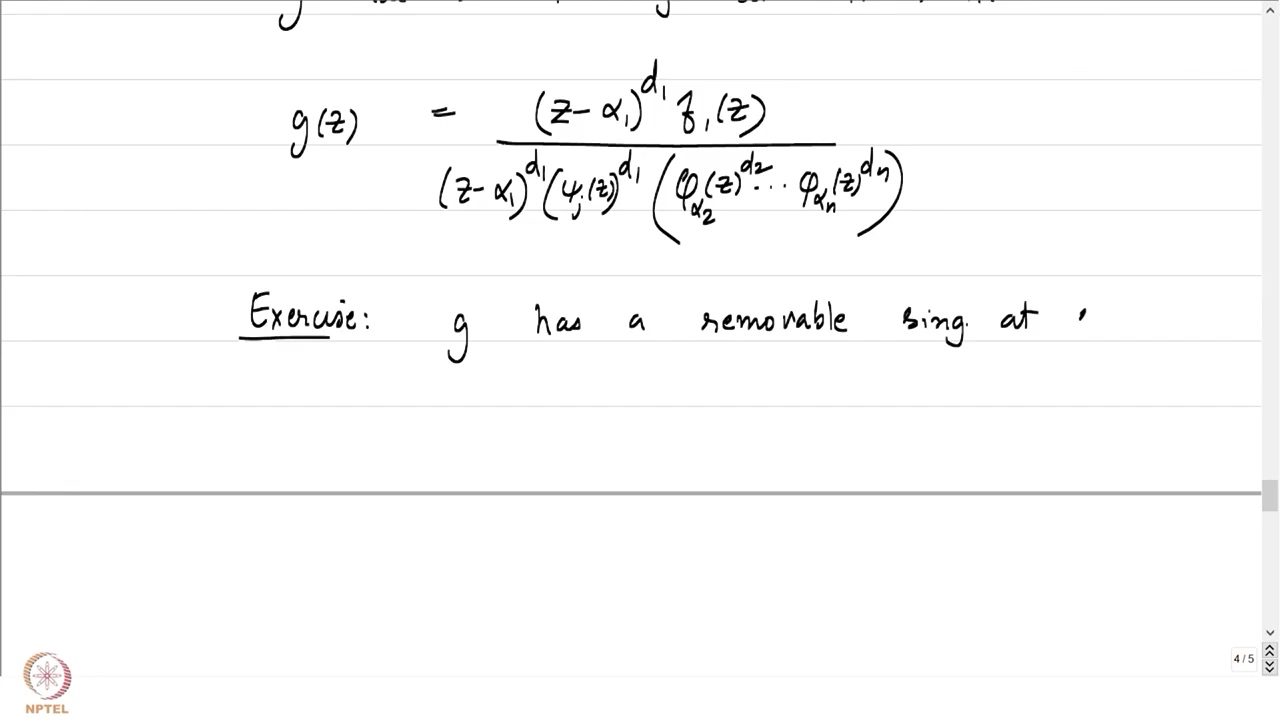 g(z) = (z - α₁)^{d₁} f₁(z) / (z - α₁)^{d₁} (ψⱼ(z))^{d₁} (φ_{α₂}(z)^{d₂} ... φ_{αₙ}(z)^{dₙ})
Exercise: g has a removable sing. at
4 / 5
NPTEL